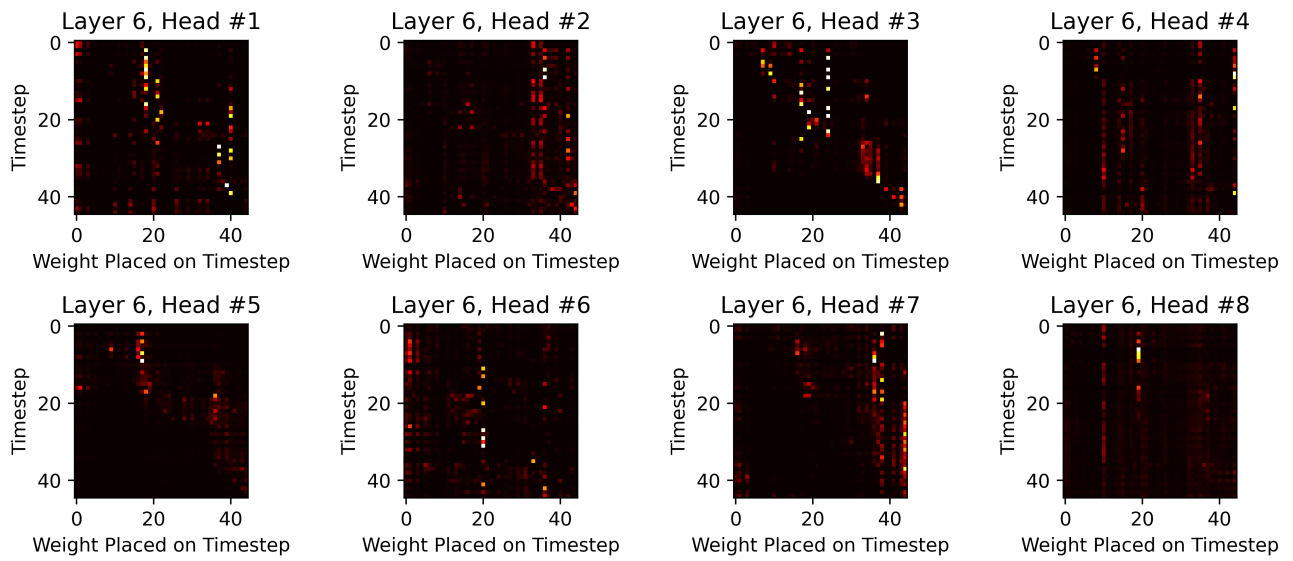 Layer 6, Head #1
Layer 6, Head #2
Layer 6, Head #3
Layer 6, Head #4
0
20
40
Timestep
0 20 40
Weight Placed on Timestep
0
20
40
Timestep
0 20 40
Weight Placed on Timestep
0
20
40
Timestep
0 20 40
Weight Placed on Timestep
0
20
40
Timestep
0 20 40
Weight Placed on Timestep
Layer 6, Head #5
Layer 6, Head #6
Layer 6, Head #7
Layer 6, Head #8
0
20
40
Timestep
0 20 40
Weight Placed on Timestep
0
20
40
Timestep
0 20 40
Weight Placed on Timestep
0
20
40
Timestep
0 20 40
Weight Placed on Timestep
0
20
40
Timestep
0 20 40
Weight Placed on Timestep